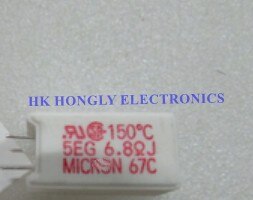 HK HONGLY ELECTRONICS
150℃
5EG 6.8ΩJ
MICRON 67C